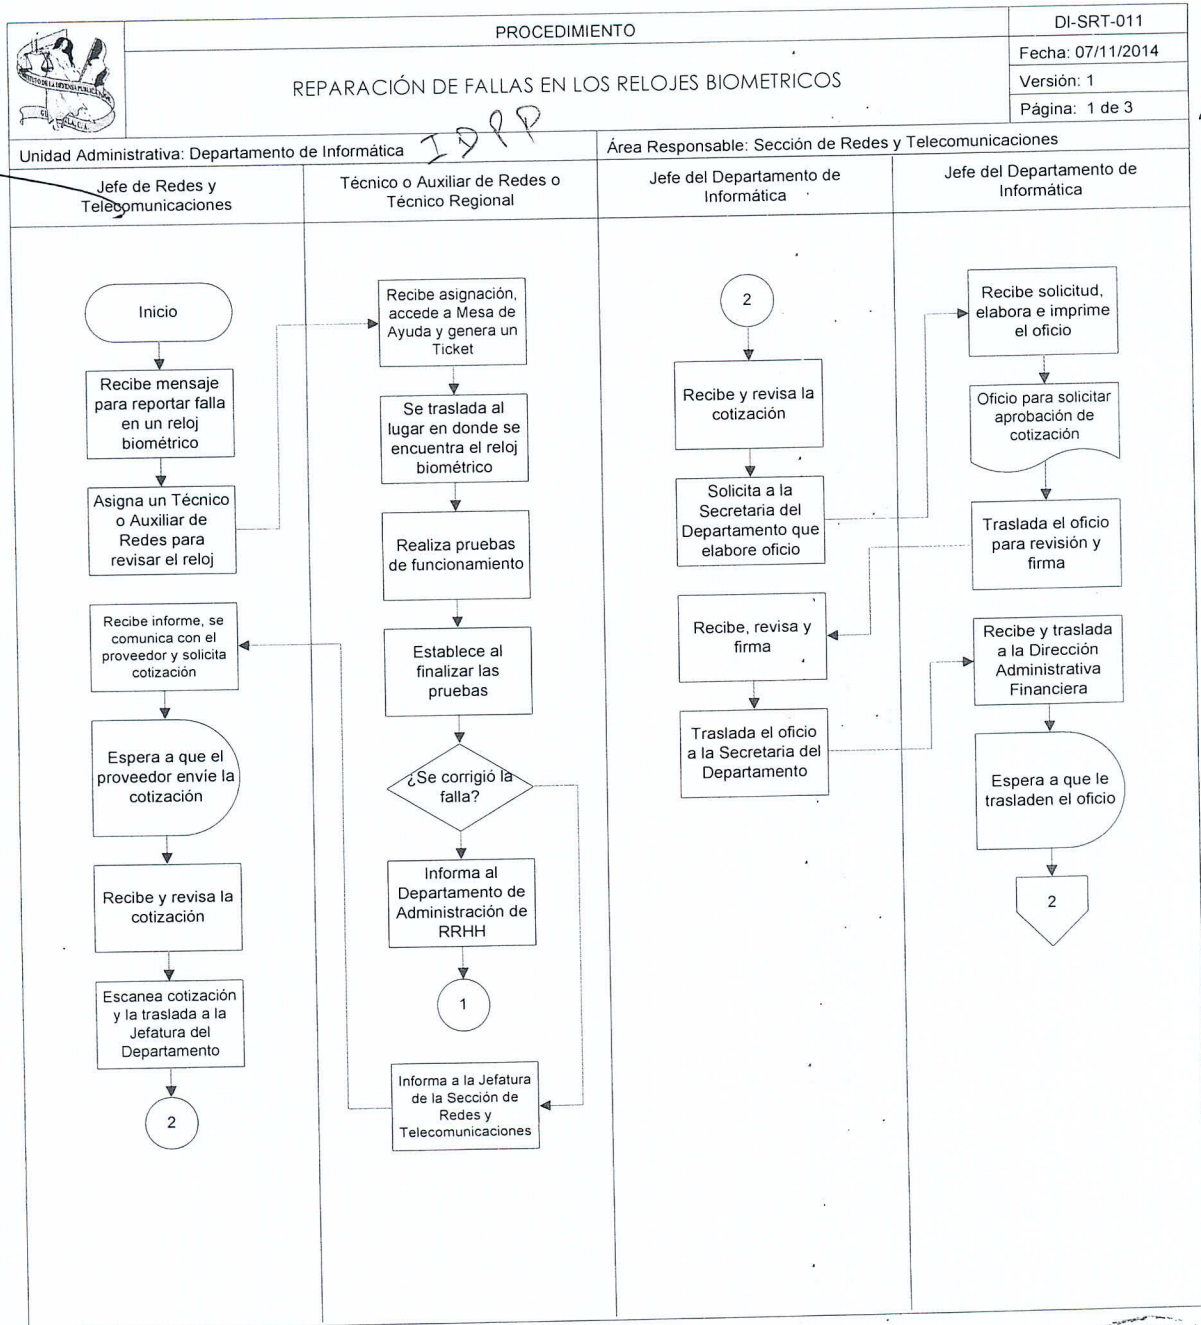 PROCEDIMIENTO
REPARACIÓN DE FALLAS EN LOS RELOJES BIOMETRICOS
DI-SRT-011
Fecha: 07/11/2014
Versión: 1
Página: 1 de 3
Unidad Administrativa: Departamento de Informática
IDPP
Área Responsable: Sección de Redes y Telecomunicaciones
Jefe de Redes y
Telecomunicaciones
Técnico o Auxiliar de Redes o
Técnico Regional
Jefe del Departamento de
Informática
Jefe del Departamento de
Informática
Inicio
Recibe mensaje
para reportar falla
en un reloj
biométrico
Asigna un Técnico
o Auxiliar de
Redes para
revisar el reloj
Recibe informe, se
comunica con el
proveedor y solicita
cotización
Espera a que el
proveedor envie la
cotización
Recibe y revisa la
cotización
Escanea cotización
y la traslada a la
Jefatura del
Departamento
2
Recibe asignación,
accede a Mesa de
Ayuda y genera un
Ticket
Se traslada al
lugar en donde se
encuentra el reloj
biométrico
Realiza pruebas
de funcionamiento
Establece al
finalizar las
pruebas
¿Se corrigió la
falla?
Informa al
Departamento de
Administración de
RRHH
1
Informa a la Jefatura
de la Sección de
Redes y
Telecomunicaciones
2
Recibe y revisa la
cotización
Solicita a la
Secretaria del
Departamento que
elabore oficio
Recibe, revisa y
firma
Traslada el oficio
a la Secretaria del
Departamento
Recibe solicitud,
elabora e imprime
el oficio
Oficio para solicitar
aprobación de
cotización
Traslada el oficio
para revisión y
firma
Recibe y traslada
a la Dirección
Administrativa
Financiera
Espera a que le
trasladen el oficio
2